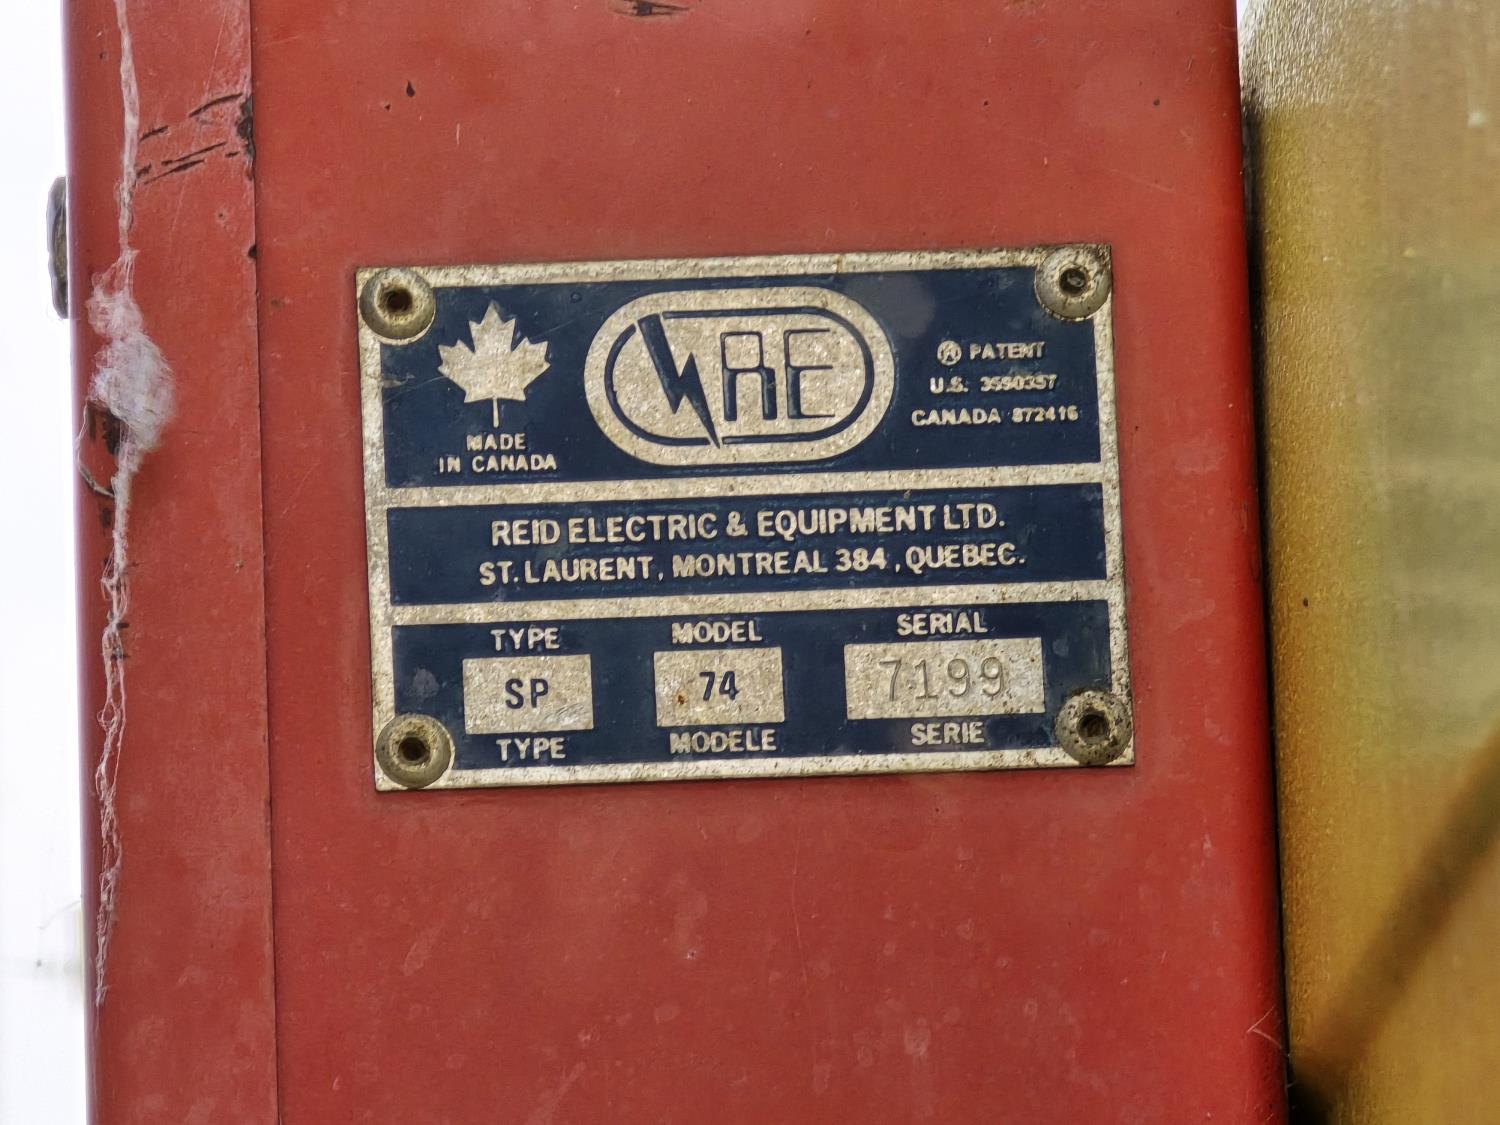 RE
MADE
IN CANADA
PATENT
U.S. 3590357
CANADA 872416
REID ELECTRIC & EQUIPMENT LTD.
ST. LAURENT, MONTREAL 384, QUEBEC.
TYPE MODEL SERIAL
SP 74 7199
TYPE MODELE SERIE